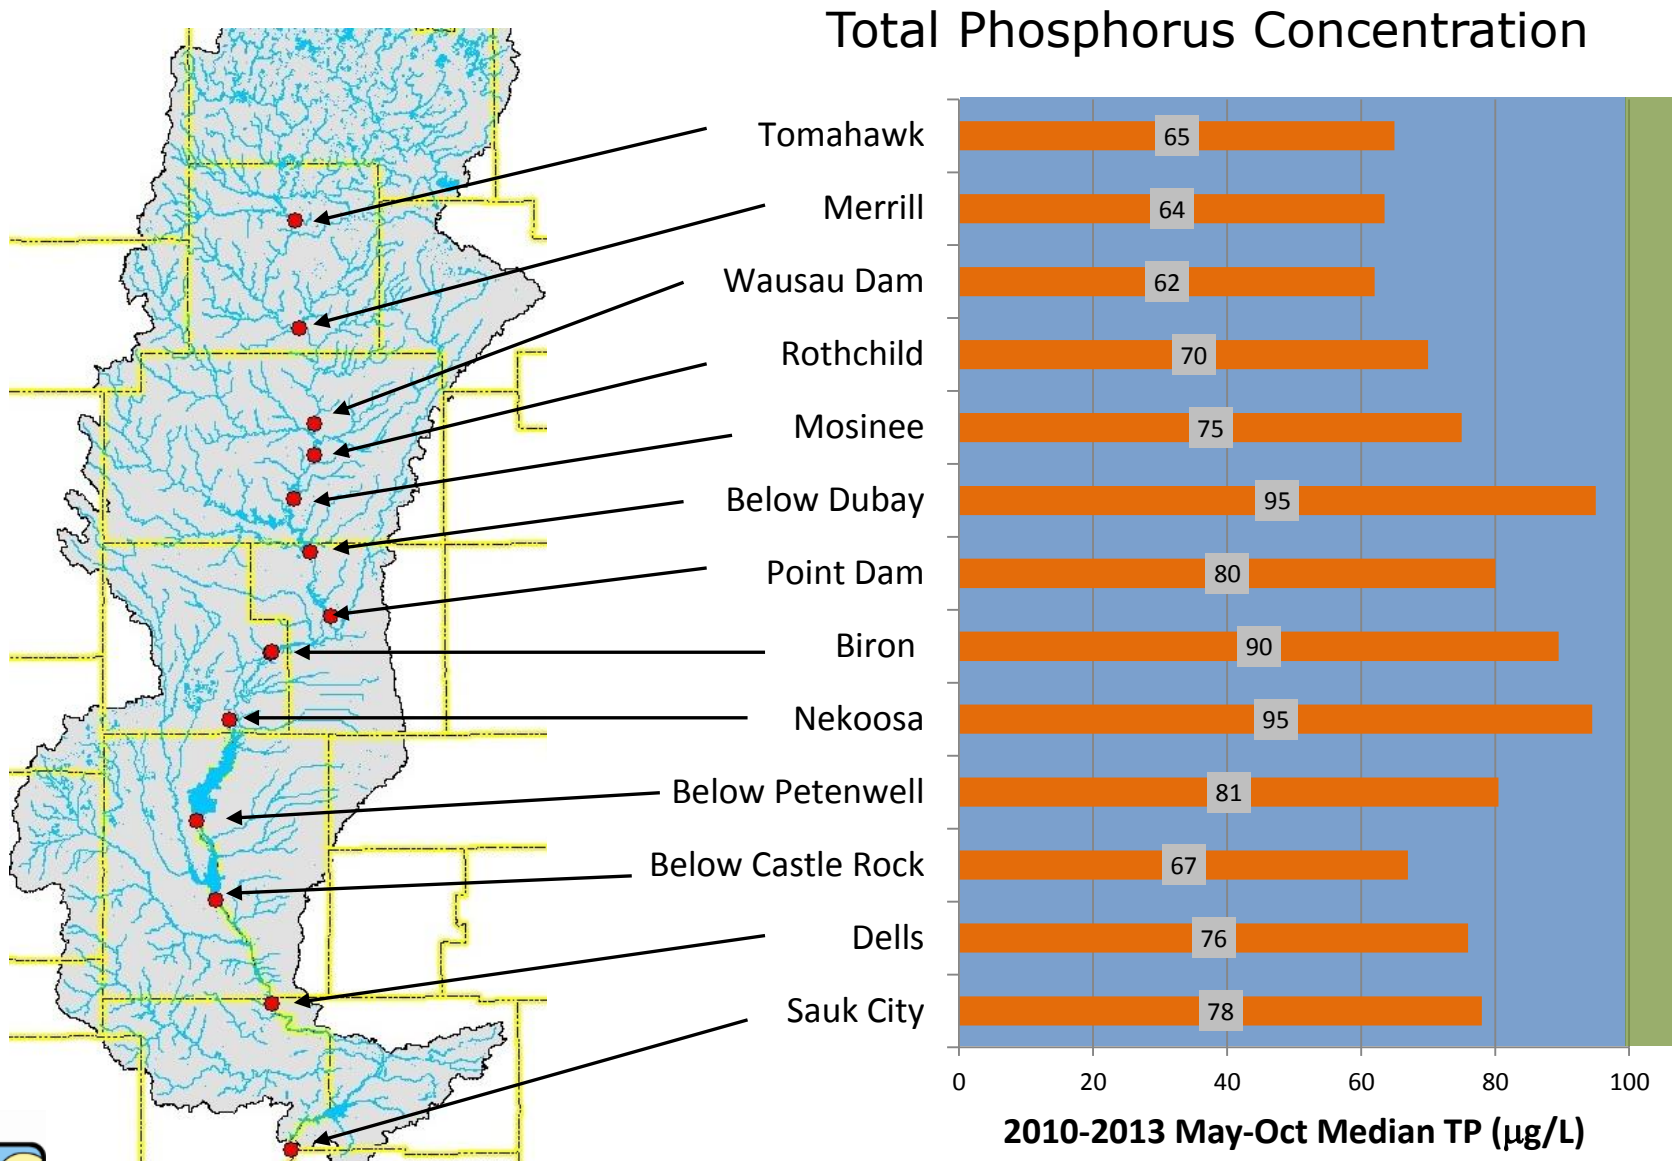 Total Phosphorus Concentration
Tomahawk
65
Merrill
64
Wausau Dam
62
Rothchild
70
Mosinee
75
Below Dubay
95
Point Dam
80
Biron
90
Nekoosa
95
Below Petenwell
81
Below Castle Rock
67
Dells
76
Sauk City
78
0 20 40 60 80 100
2010-2013 May-Oct Median TP (µg/L)